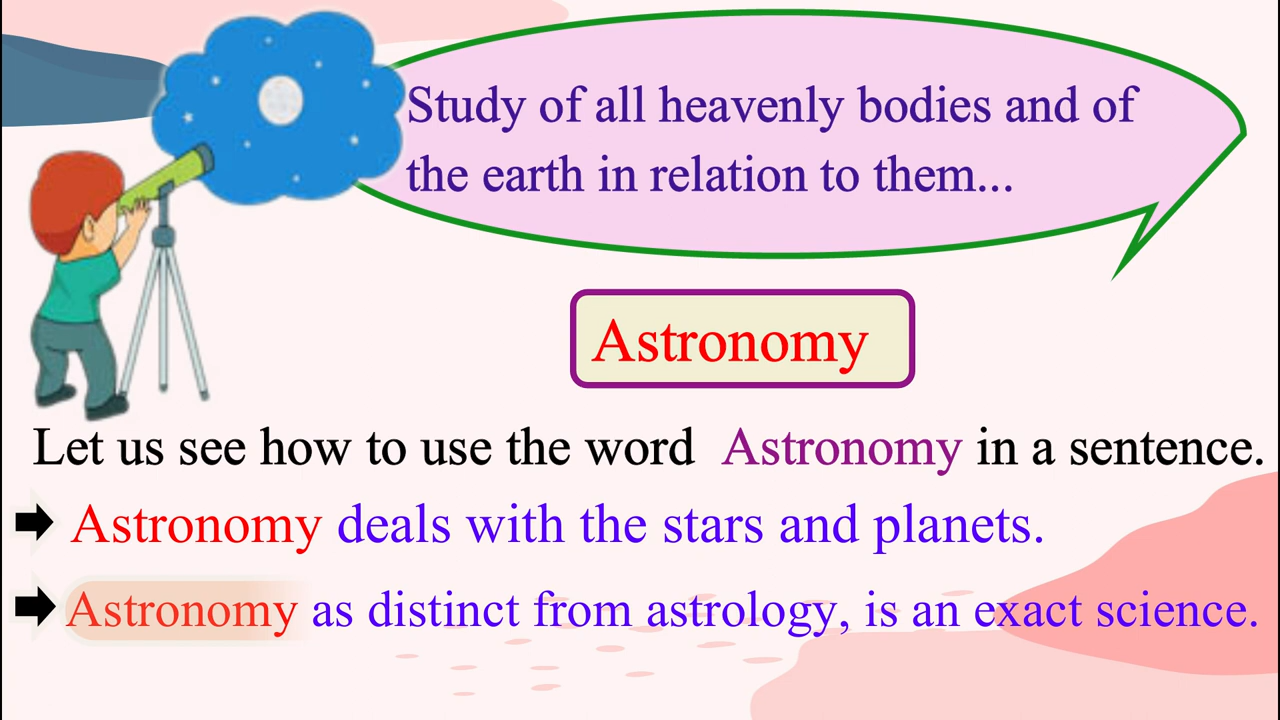 Study of all heavenly bodies and of
the earth in relation to them...
Astronomy
Let us see how to use the word Astronomy in a sentence.
Astronomy deals with the stars and planets.
Astronomy as distinct from astrology, is an exact science.